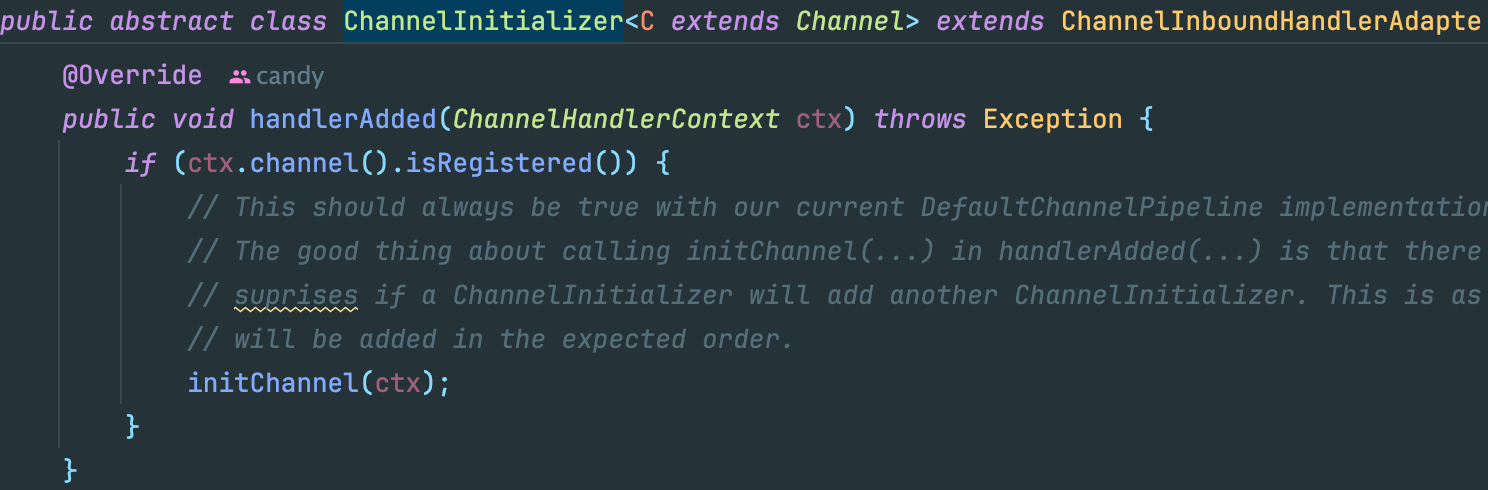 public abstract class ChannelInitializer<C extends Channel> extends ChannelInboundHandlerAdapte
@Override candy
public void handlerAdded(ChannelHandlerContext ctx) throws Exception {
if (ctx.channel().isRegistered()) {
// This should always be true with our current DefaultChannelPipeline implementation
// The good thing about calling initChannel(...) in handlerAdded(...) is that there
// suprises if a ChannelInitializer will add another ChannelInitializer. This is as
// will be added in the expected order.
initChannel(ctx);
}
}